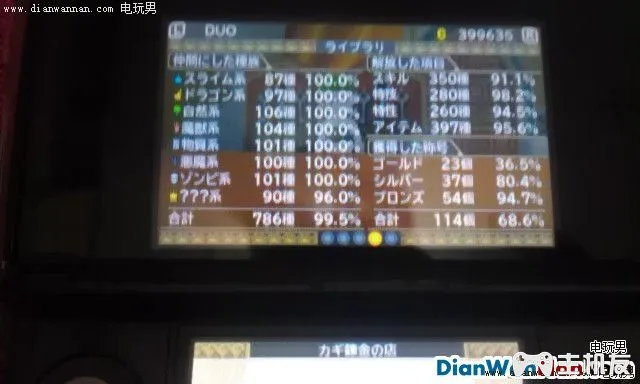 www.dianwannan.com 电玩男
L DUO G 399635 R
ライブラリ
仲間にした種族
スライム系 87種 100.0%
ドラゴン系 97種 100.0%
自然系 106種 100.0%
魔獣系 104種 100.0%
物質系 101種 100.0%
悪魔系 100種 100.0%
ゾンビ系 101種 100.0%
???系 90種 96.0%
合計 786種 99.5%
解放した項目
スキル 350種 91.1%
特技 280種 98.2%
特性 260種 94.5%
アイテム 397種 95.6%
獲得した称号
ゴールド 23個 36.5%
シルバー 37個 80.4%
ブロンズ 54個 94.7%
合計 114個 68.6%
カギ錬金の店
电玩男
www.dianwannan.com